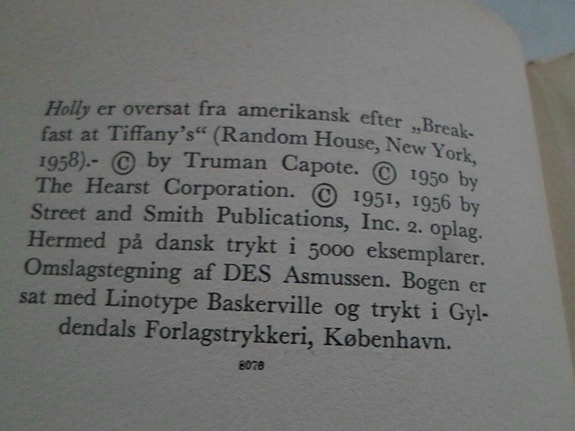 Holly er oversat fra amerikansk efter „Break-
fast at Tiffany's“ (Random House, New York,
1958).- © by Truman Capote. © 1950 by
The Hearst Corporation. © 1951, 1956 by
Street and Smith Publications, Inc. 2. oplag.
Hermed på dansk trykt i 5000 eksemplarer.
Omslagstegning af DES Asmussen. Bogen er
sat med Linotype Baskerville og trykt i Gyl-
dendals Forlagstrykkeri, København.
8070